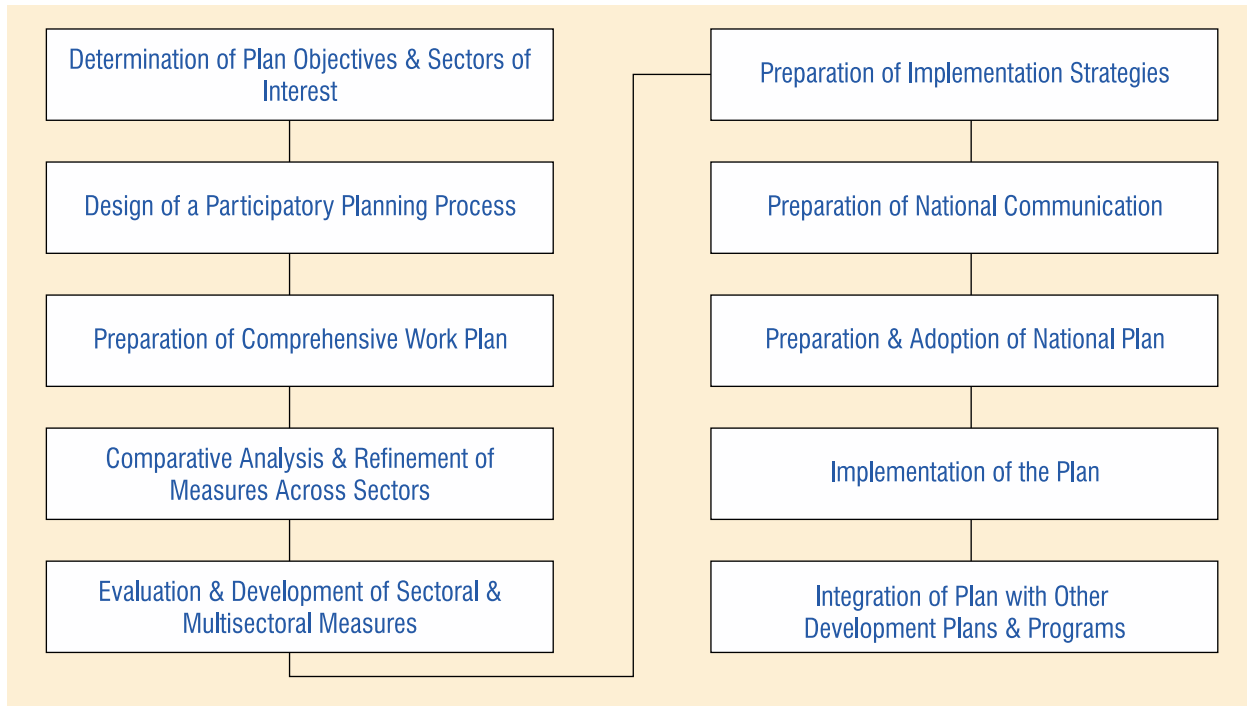 Determination of Plan Objectives & Sectors of
Interest
Design of a Participatory Planning Process
Preparation of Comprehensive Work Plan
Comparative Analysis & Refinement of
Measures Across Sectors
Evaluation & Development of Sectoral &
Multisectoral Measures
Preparation of Implementation Strategies
Preparation of National Communication
Preparation & Adoption of National Plan
Implementation of the Plan
Integration of Plan with Other
Development Plans & Programs